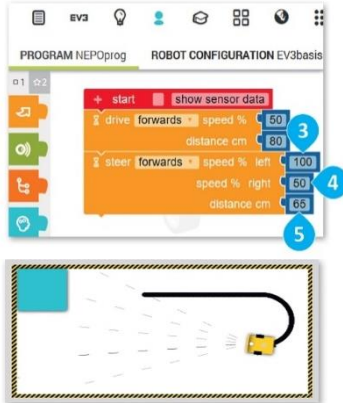 EV3
PROGRAM NEPOprog ROBOT CONFIGURATION EV3basis
1 2
+ start show sensor data
drive forwards speed % 50
distance cm 80
3
steer forwards speed % left 100
speed % right 50
4
distance cm 65
5